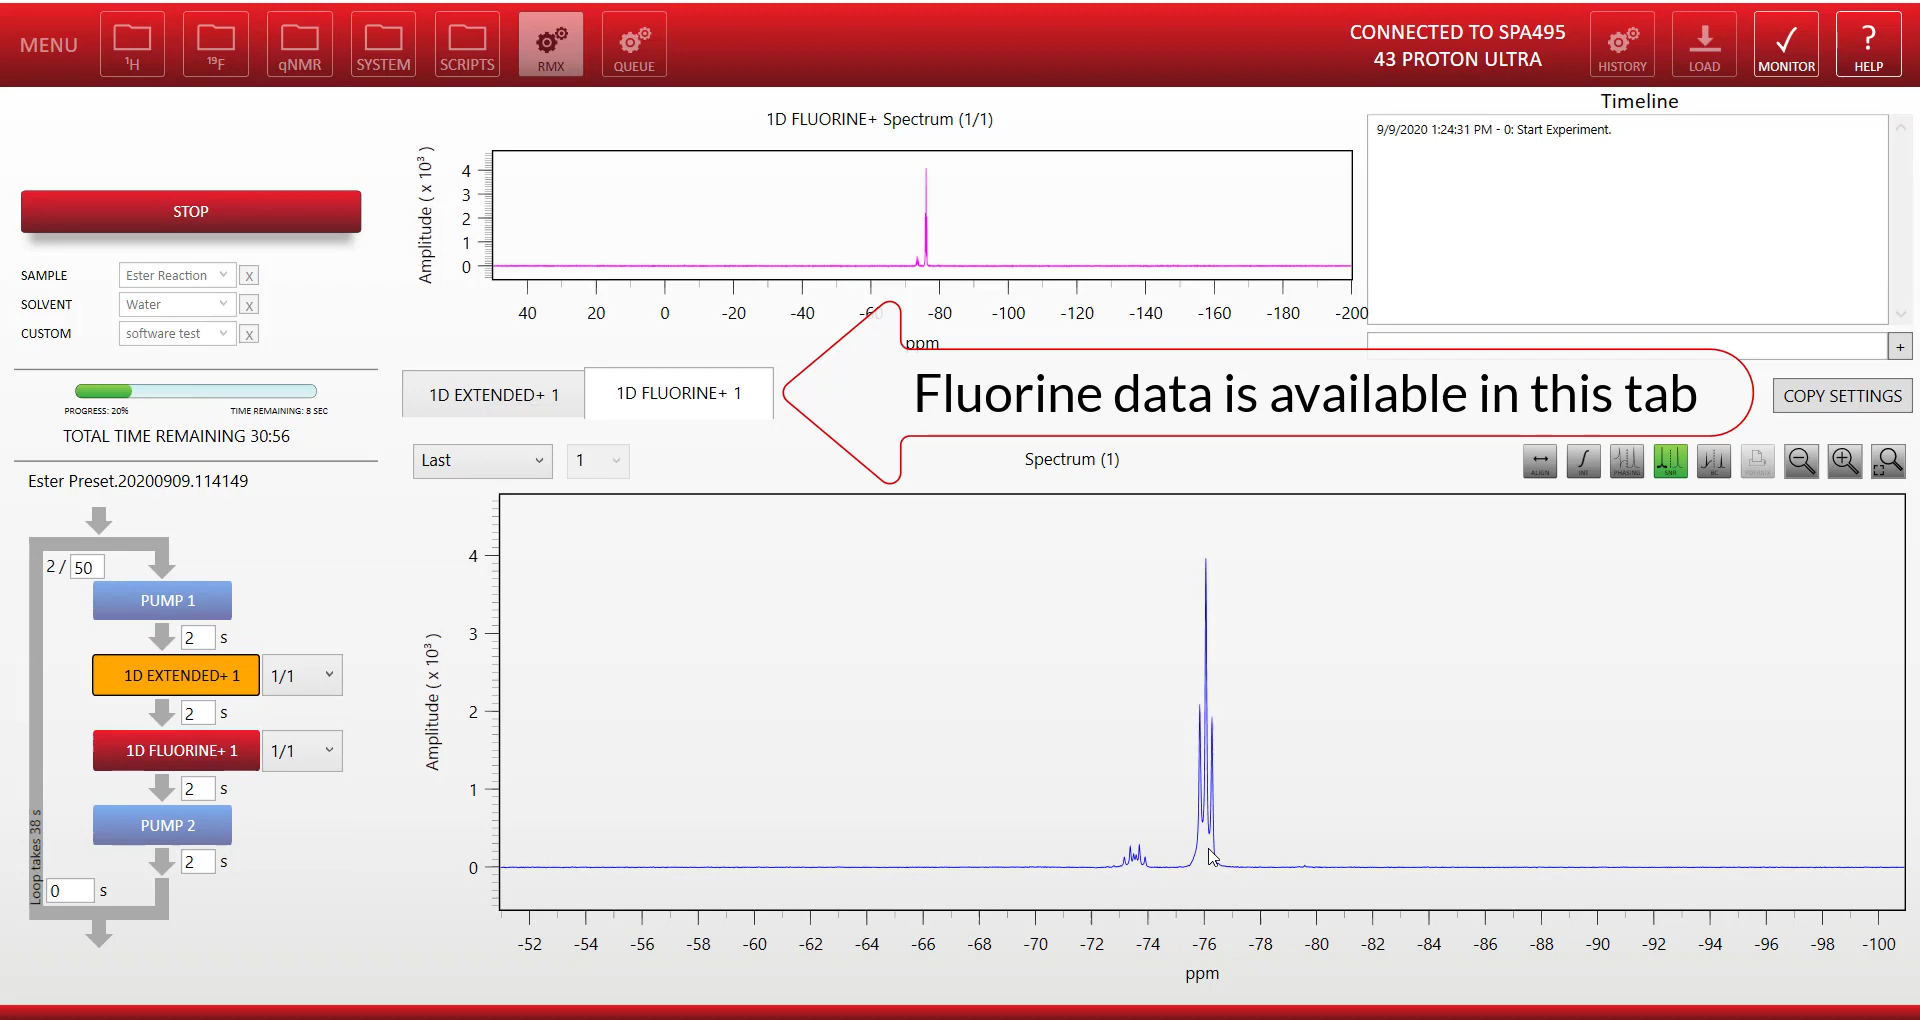 MENU
¹H
¹⁹F
qNMR
SYSTEM
SCRIPTS
RMX
QUEUE
CONNECTED TO SPA495
43 PROTON ULTRA
HISTORY
LOAD
MONITOR
?
HELP
1D FLUORINE+ Spectrum (1/1)
Timeline
9/9/2020 1:24:31 PM - 0: Start Experiment.
+
Amplitude ( x 10³ )
4
3
2
1
0
40 20 0 -20 -40 -60 -80 -100 -120 -140 -160 -180 -200
ppm
STOP
SAMPLE Ester Reaction X
SOLVENT Water X
CUSTOM software test X
PROGRESS: 20% TIME REMAINING: 8 SEC
TOTAL TIME REMAINING 30:56
1D EXTENDED+ 1
1D FLUORINE+ 1
Fluorine data is available in this tab
COPY SETTINGS
Last 1
Spectrum (1)
ALIGN INT PHASING SNR BC
Ester Preset.20200909.114149
2 / 50
PUMP 1
2 s
1D EXTENDED+ 1 1/1
2 s
1D FLUORINE+ 1 1/1
2 s
PUMP 2
2 s
0 s
Loop takes 38 s
Amplitude ( x 10³ )
4
3
2
1
0
-52 -54 -56 -58 -60 -62 -64 -66 -68 -70 -72 -74 -76 -78 -80 -82 -84 -86 -88 -90 -92 -94 -96 -98 -100
ppm